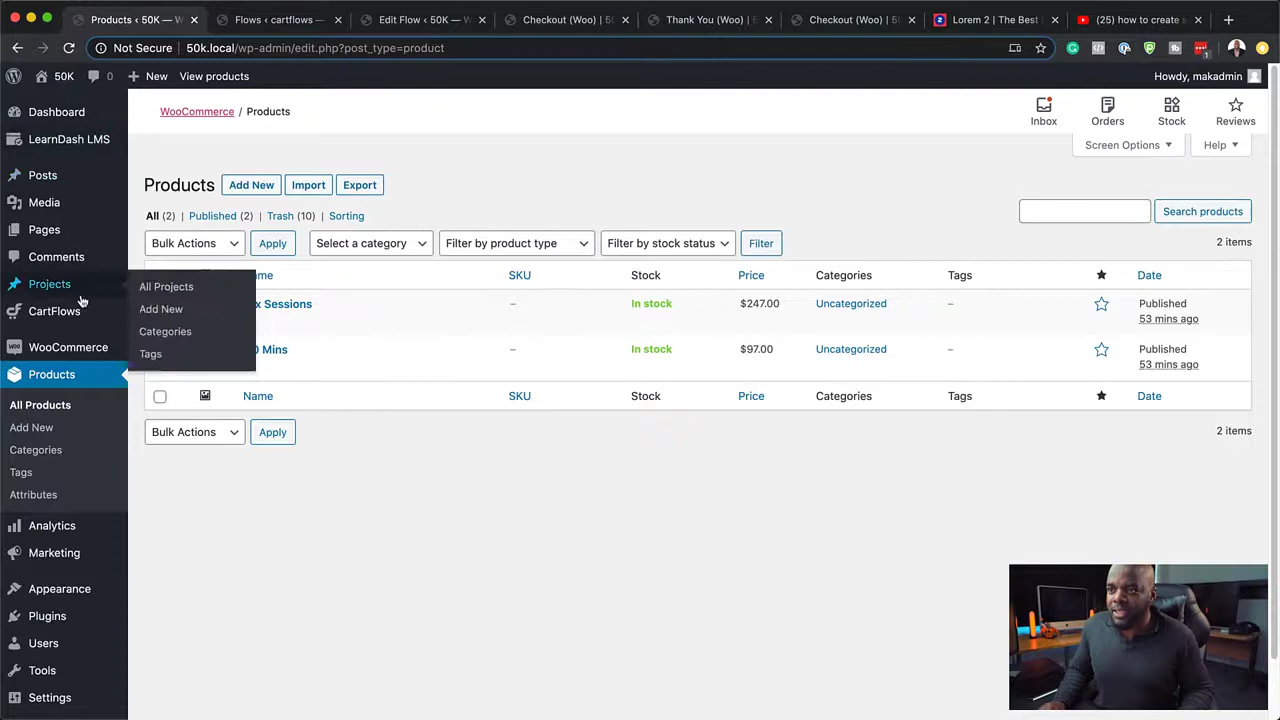 Products ‹ 50K — W
Flows ‹ cartflows —
Edit Flow ‹ 50K — W
Checkout (Woo) | 50
Thank You (Woo) | 5
Checkout (Woo) | 50
Lorem 2 | The Best
(25) how to create s
Not Secure | 50k.local/wp-admin/edit.php?post_type=product
50K 0 New View products
Howdy, makadmin
Dashboard
LearnDash LMS
Posts
Media
Pages
Comments
Projects
CartFlows
WooCommerce
Products
All Products
Add New
Categories
Tags
Attributes
Analytics
Marketing
Appearance
Plugins
Users
Tools
Settings
All Projects
Add New
Categories
Tags
WooCommerce / Products
Inbox Orders Stock Reviews
Screen Options Help
Products Add New Import Export
All (2) | Published (2) | Trash (10) | Sorting
Search products
Bulk Actions Apply Select a category Filter by product type Filter by stock status Filter
2 items
SKU Stock Price Categories Tags Date
x Sessions – In stock $247.00 Uncategorized – Published
53 mins ago
0 Mins – In stock $97.00 Uncategorized – Published
53 mins ago
Name SKU Stock Price Categories Tags Date
Bulk Actions Apply
2 items